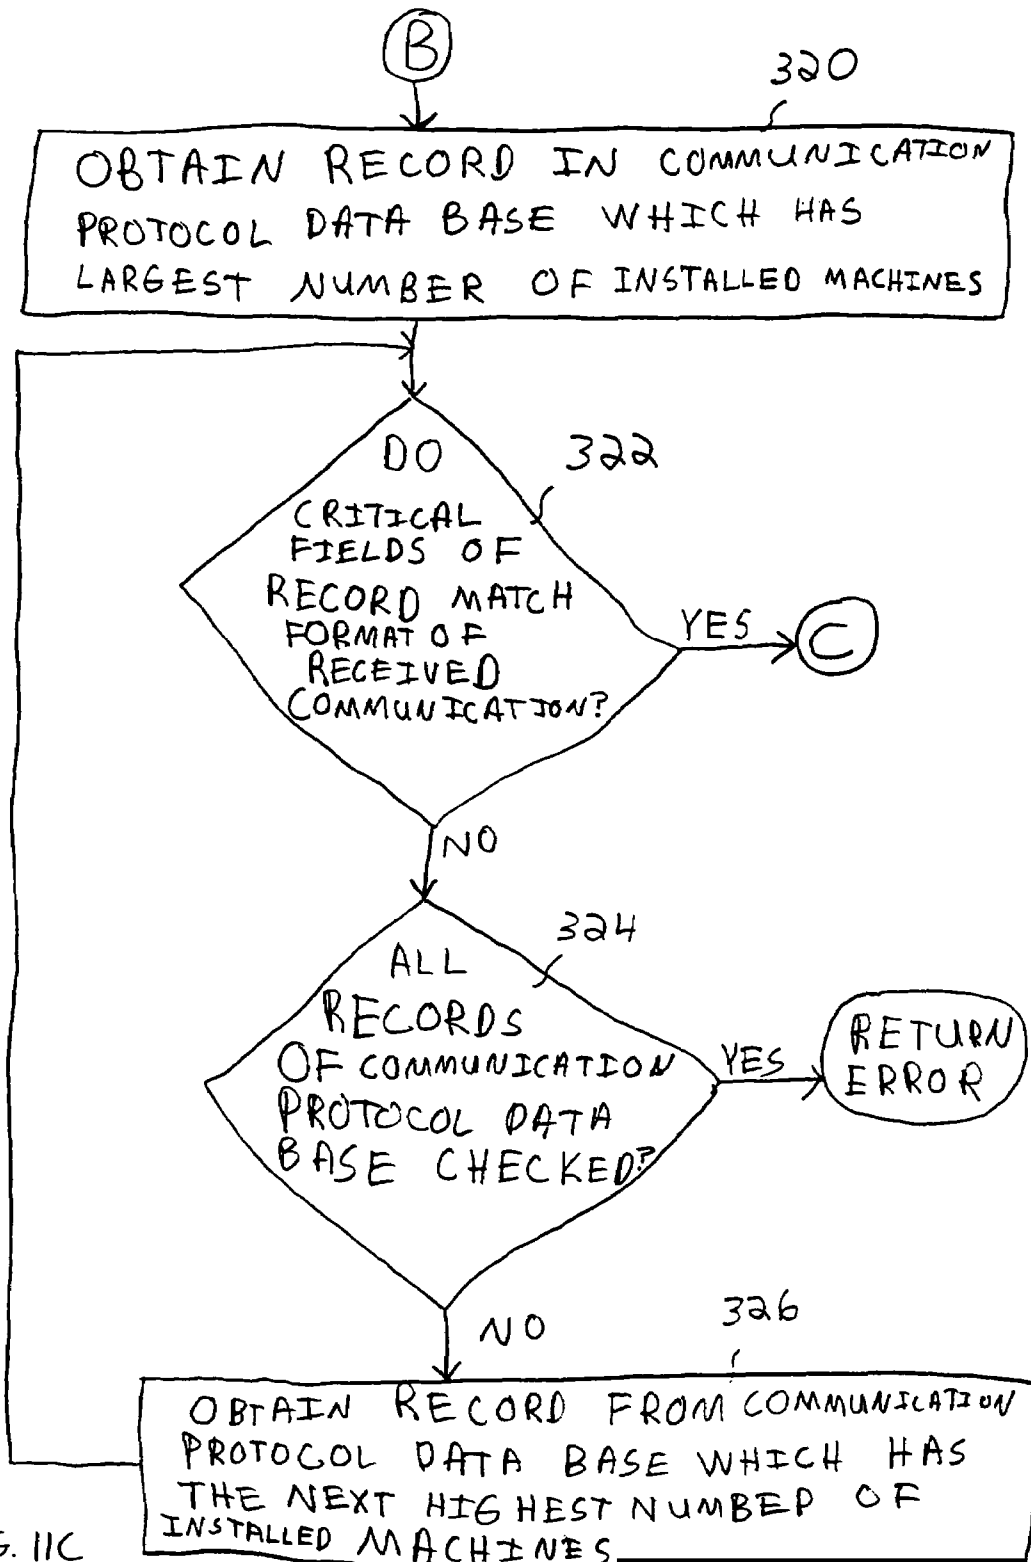 B
320
OBTAIN RECORD IN COMMUNICATION
PROTOCOL DATA BASE WHICH HAS
LARGEST NUMBER OF INSTALLED MACHINES
DO
322
CRITICAL
FIELDS OF
RECORD MATCH
FORMAT OF
RECEIVED
COMMUNICATION?
YES
C
NO
324
ALL
RECORDS
OF COMMUNICATION
PROTOCOL DATA
BASE CHECKED?
YES
RETURN
ERROR
NO
326
OBTAIN RECORD FROM COMMUNICATION
PROTOCOL DATA BASE WHICH HAS
THE NEXT HIGHEST NUMBER OF
INSTALLED MACHINES
G. 11C